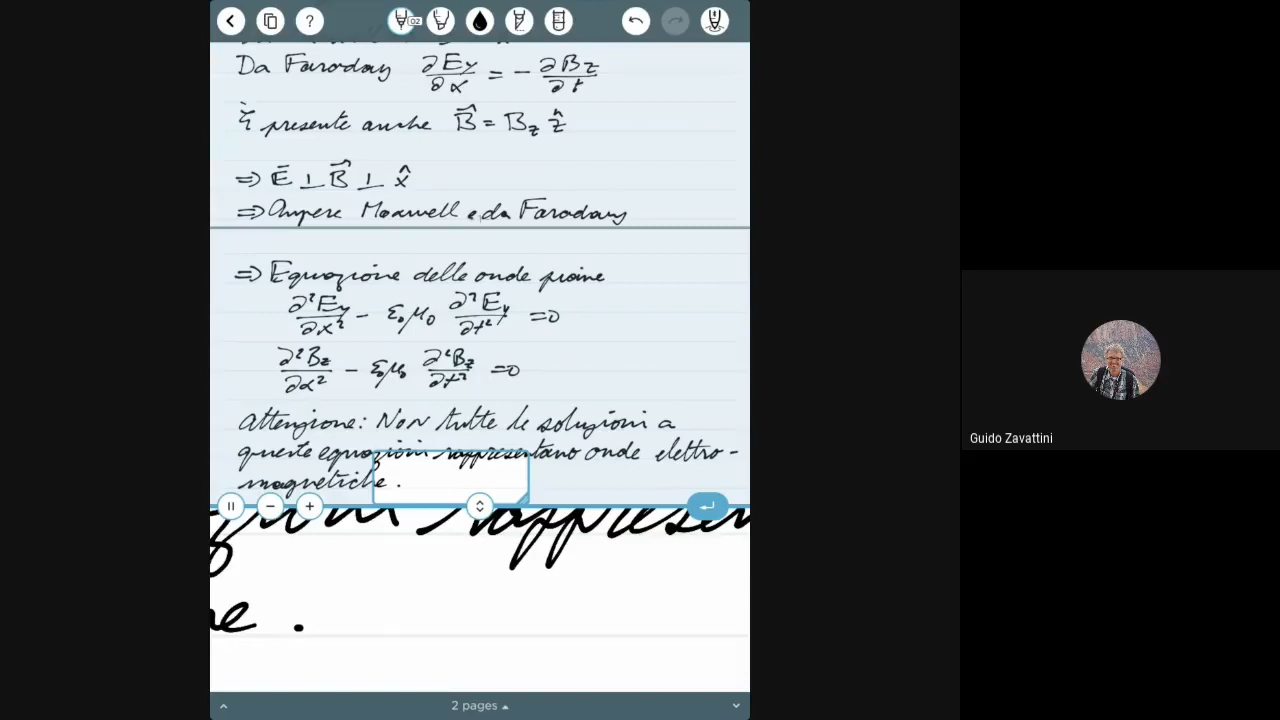 ?
02
Da Faraday ∂Ey/∂x = - ∂Bz/∂t
È presente anche B⃗ = Bz ẑ
⇒ E̅ ⊥ B⃗ ⊥ x̂
⇒ Ampere Maxwell e da Faraday
⇒ Equazione delle onde piane
∂²Ey/∂x² - ε₀μ₀ ∂²Ey/∂t² = 0
∂²Bz/∂x² - ε₀μ₀ ∂²Bz/∂t² = 0
Attenzione: Non tutte le soluzioni a
queste equazioni rappresentano onde elettro-
magnetiche.
Guido Zavattini
2 pages